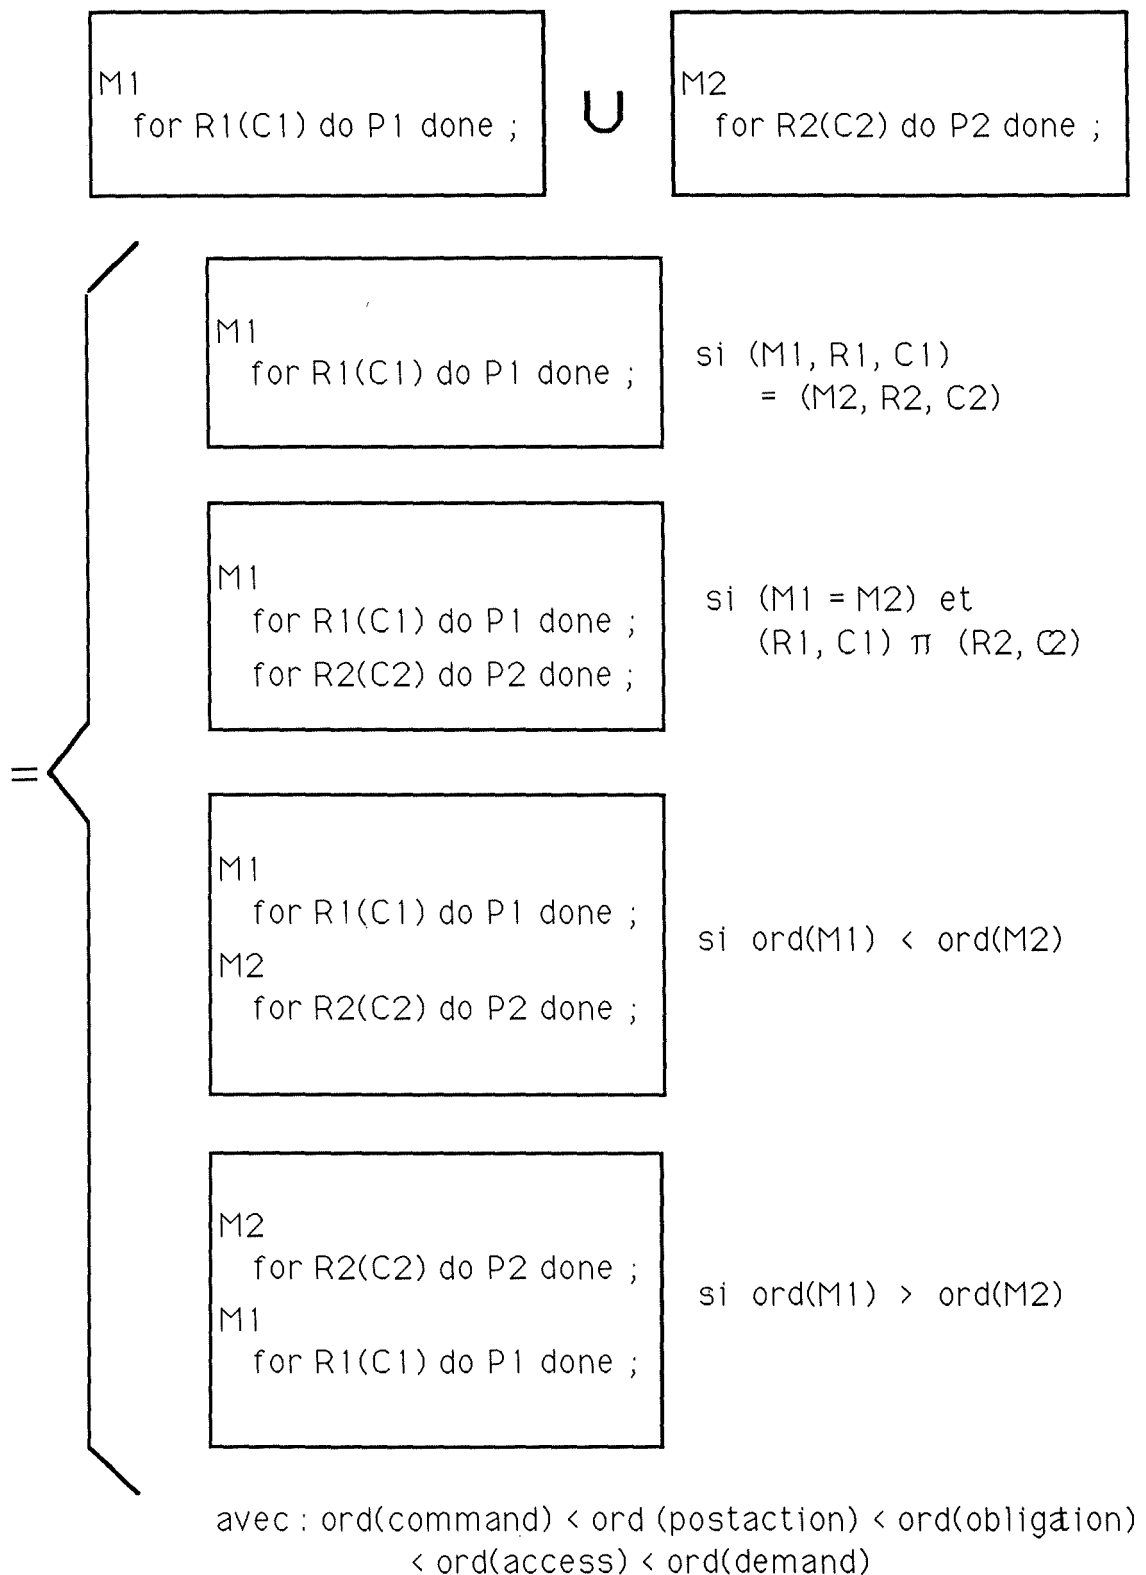 M1
for R1(C1) do P1 done ;
∪
M2
for R2(C2) do P2 done ;
M1
for R1(C1) do P1 done ;
si (M1, R1, C1)
= (M2, R2, C2)
M1
for R1(C1) do P1 done ;
for R2(C2) do P2 done ;
si (M1 = M2) et
(R1, C1) π (R2, C2)
=
M1
for R1(C1) do P1 done ;
M2
for R2(C2) do P2 done ;
si ord(M1) < ord(M2)
M2
for R2(C2) do P2 done ;
M1
for R1(C1) do P1 done ;
si ord(M1) > ord(M2)
avec : ord(command) < ord (postaction) < ord(obligation)
< ord(access) < ord(demand)